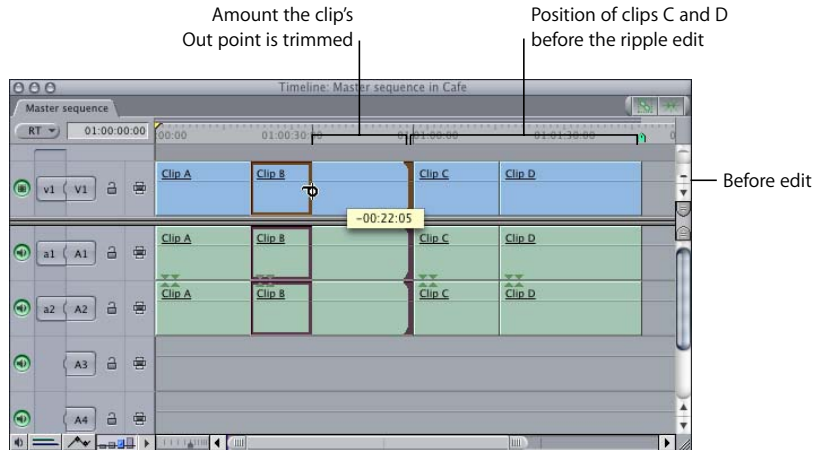 Amount the clip's
Out point is trimmed
Position of clips C and D
before the ripple edit
Timeline: Master sequence in Cafe
Master sequence
RT 01:00:00:00 00:00 01:00:30: 01:01:00:00 01:01:30:00 0
v1 V1 Clip A Clip B Clip C Clip D
Before edit
-00:22:05
a1 A1 Clip A Clip B Clip C Clip D
a2 A2 Clip A Clip B Clip C Clip D
A3
A4